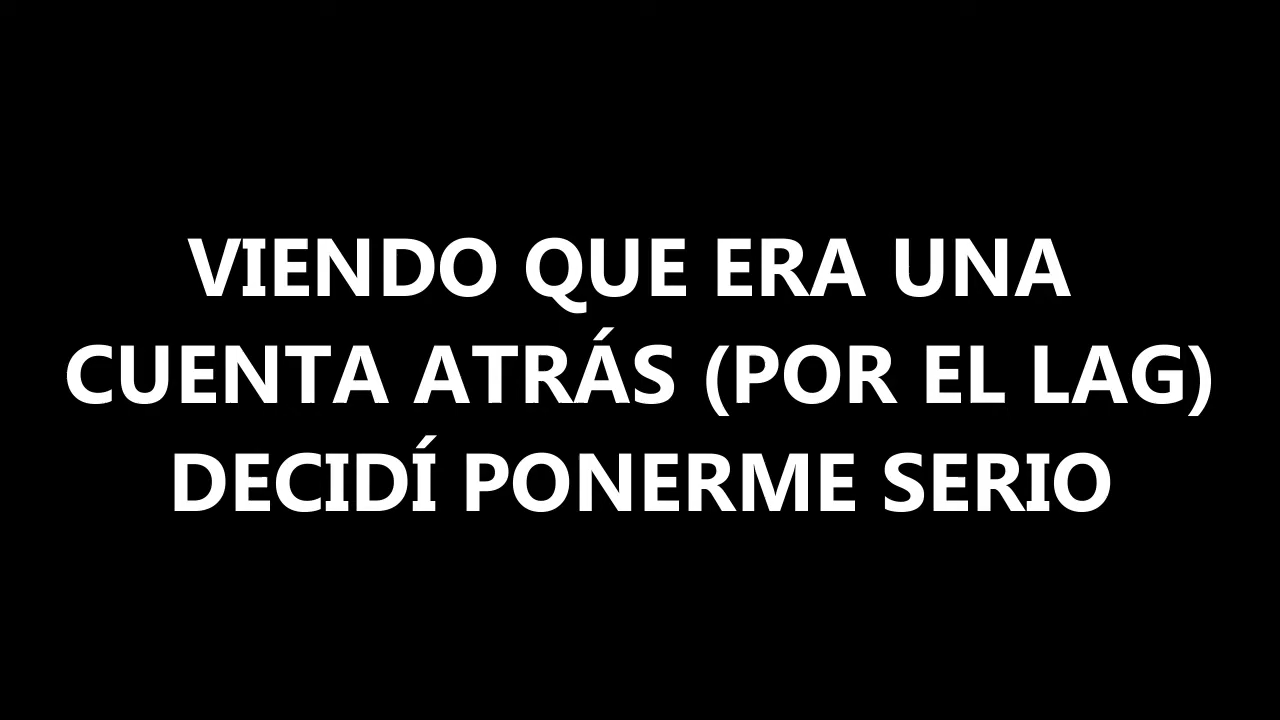 VIENDO QUE ERA UNA
CUENTA ATRÁS (POR EL LAG)
DECIDÍ PONERME SERIO